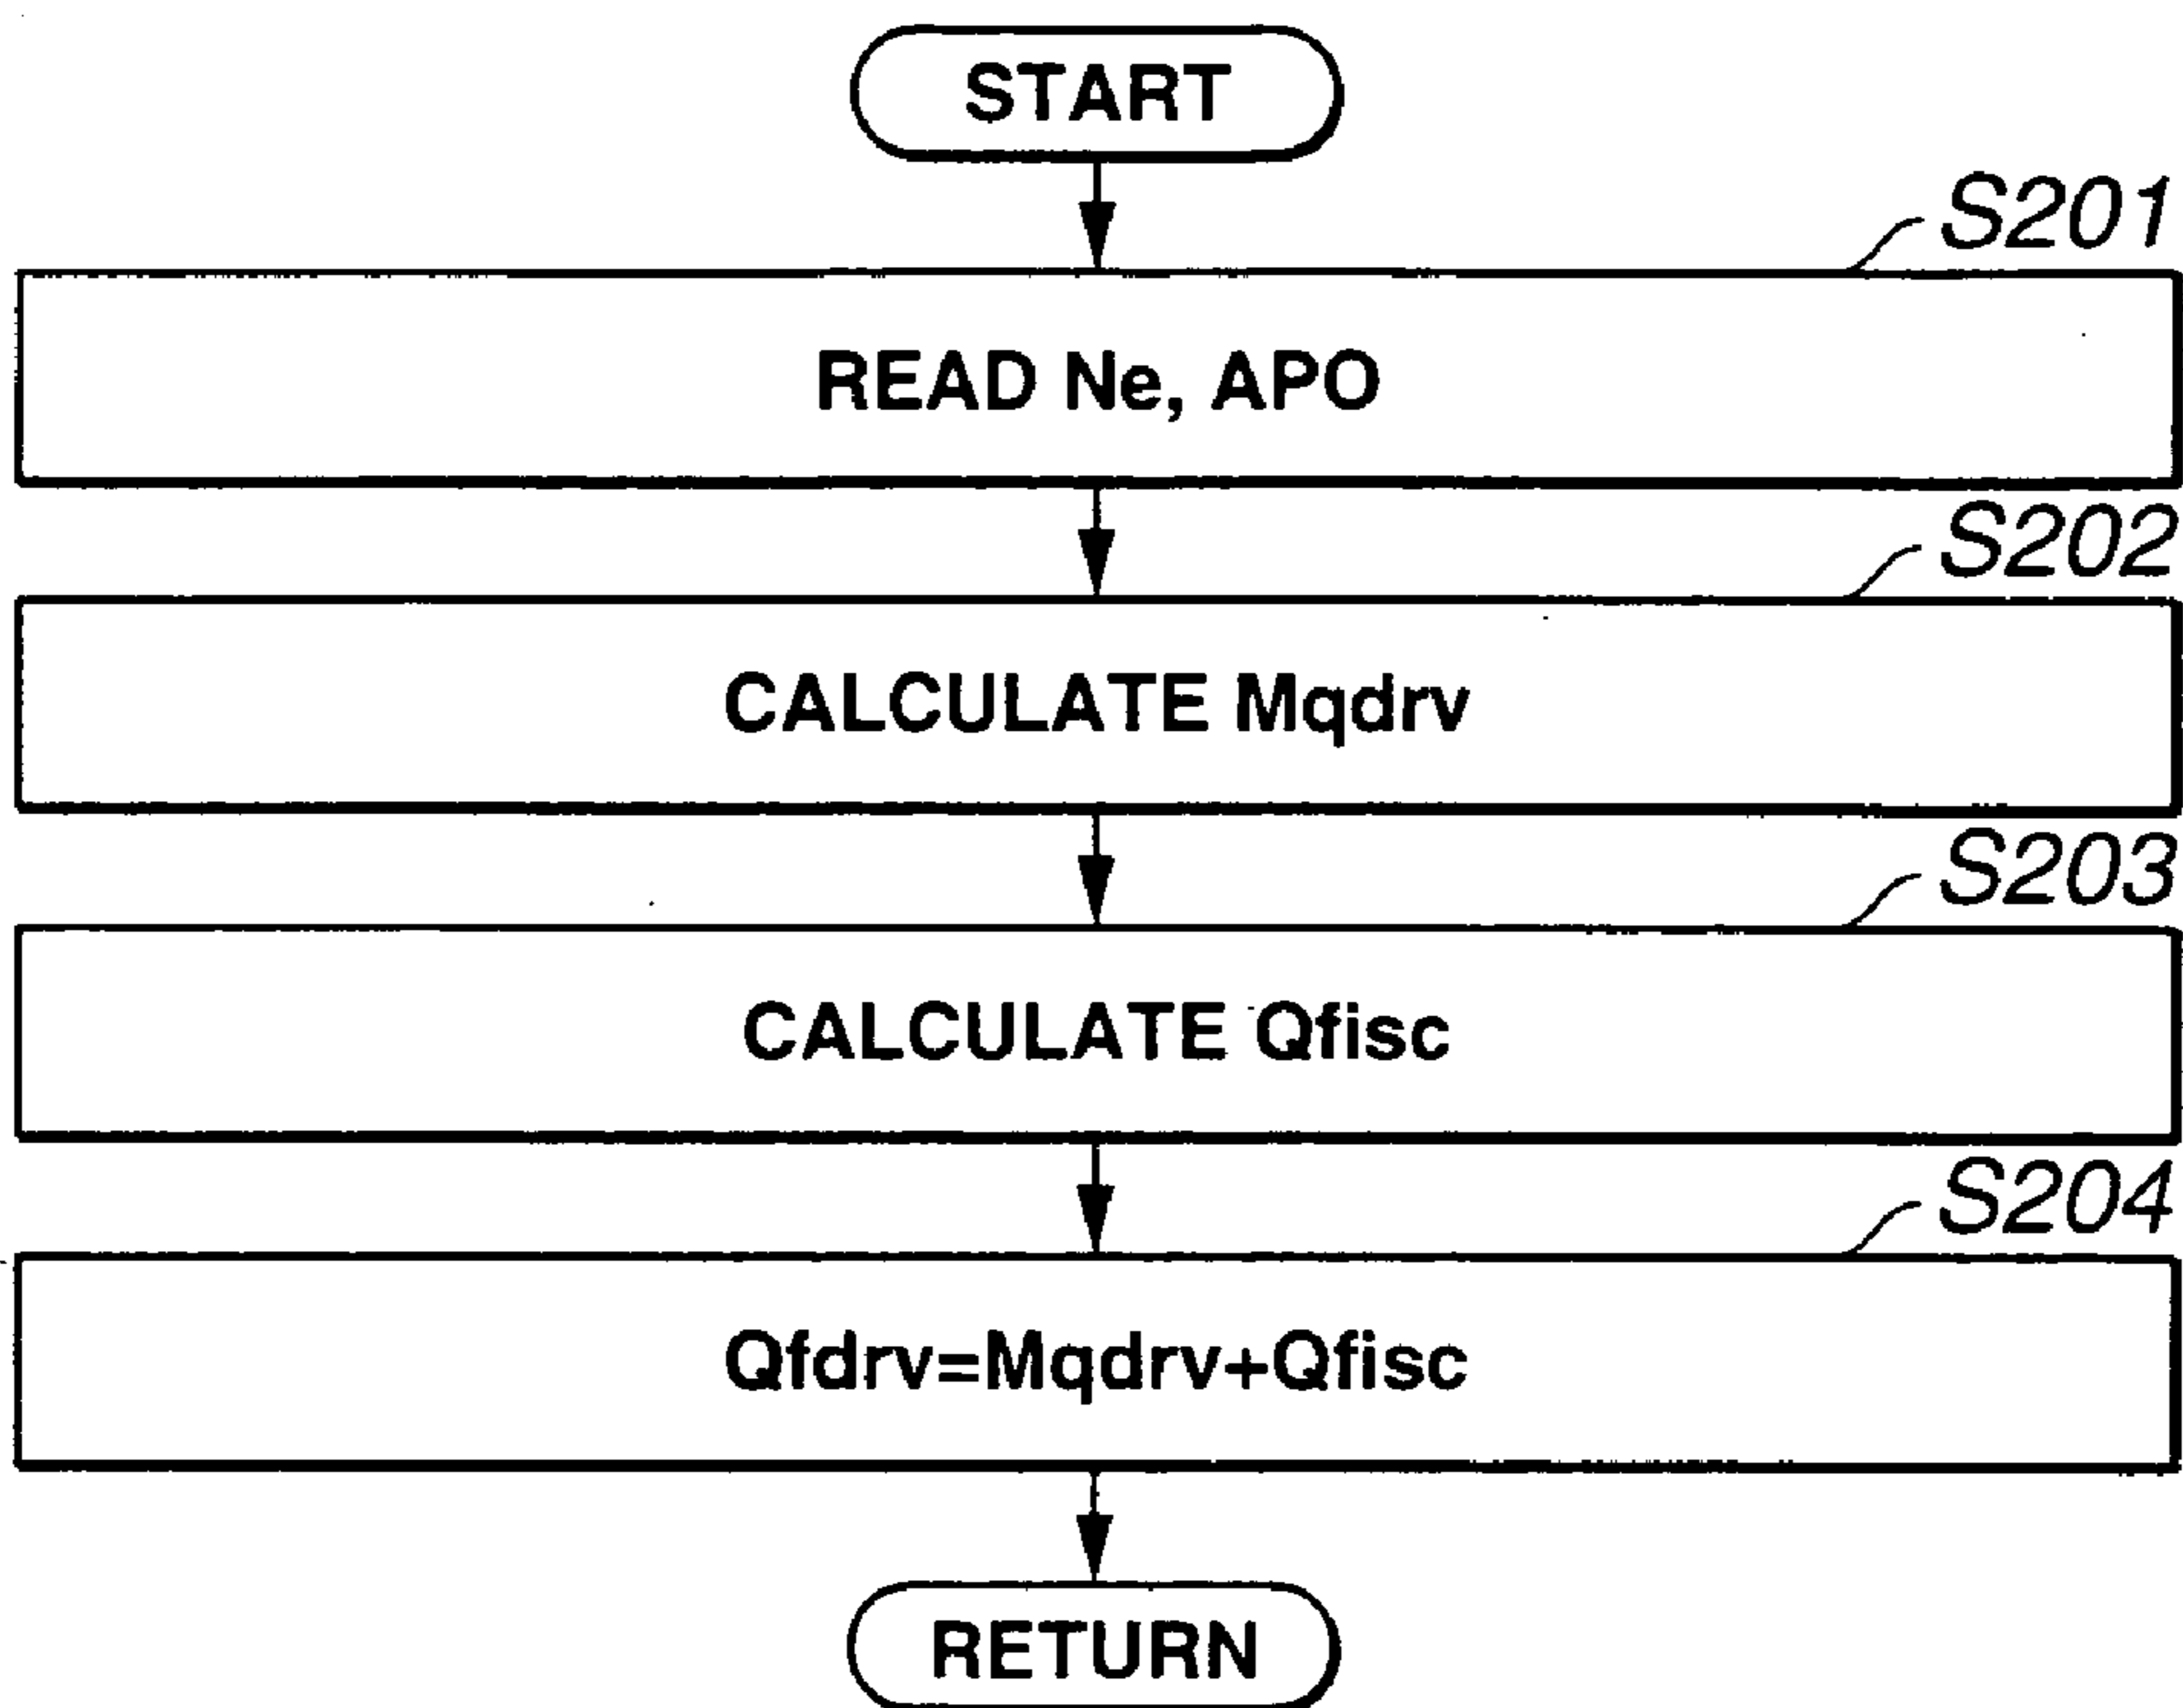 START
S201
READ Ne, APO
S202
CALCULATE Mqdrv
S203
CALCULATE Qfisc
S204
Qfdrv=Mqdrv+Qfisc
RETURN